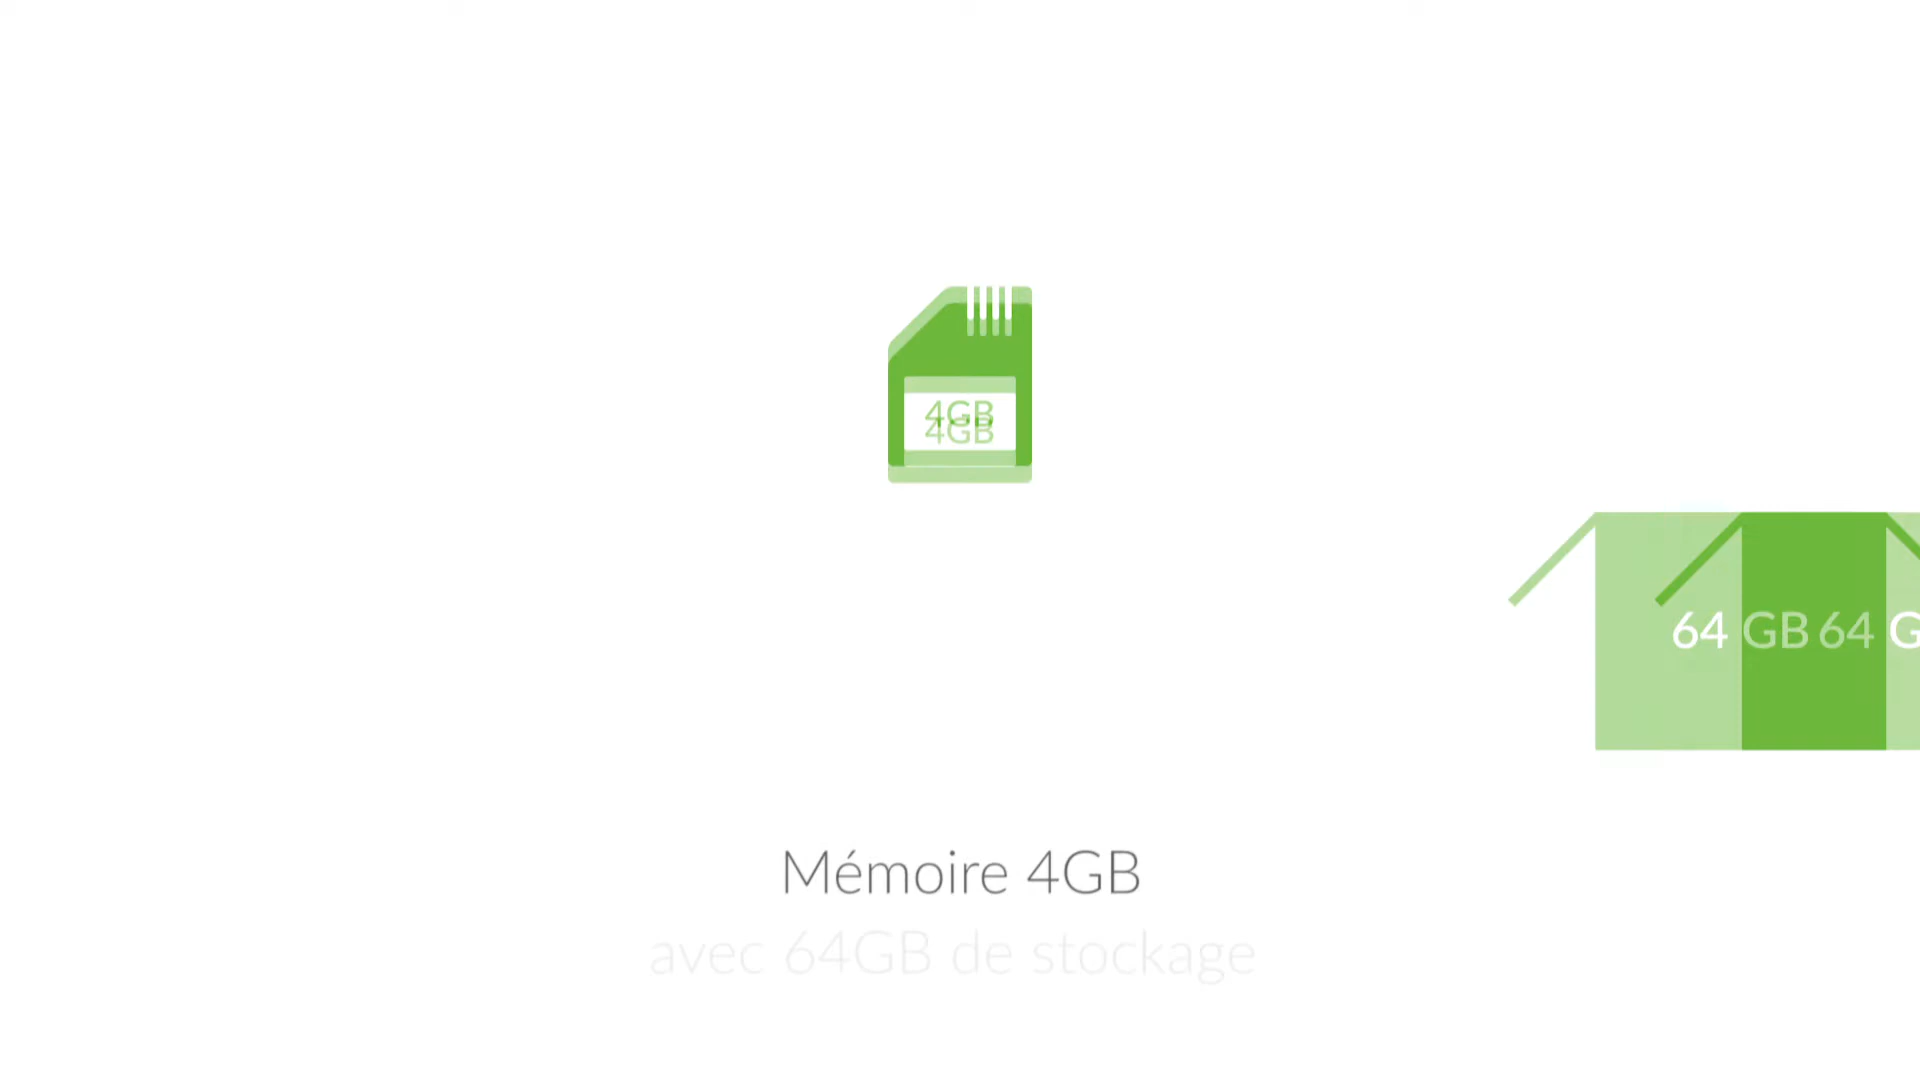 4GB
4GB
64 GB 64 G
Mémoire 4GB
avec 64GB de stockage